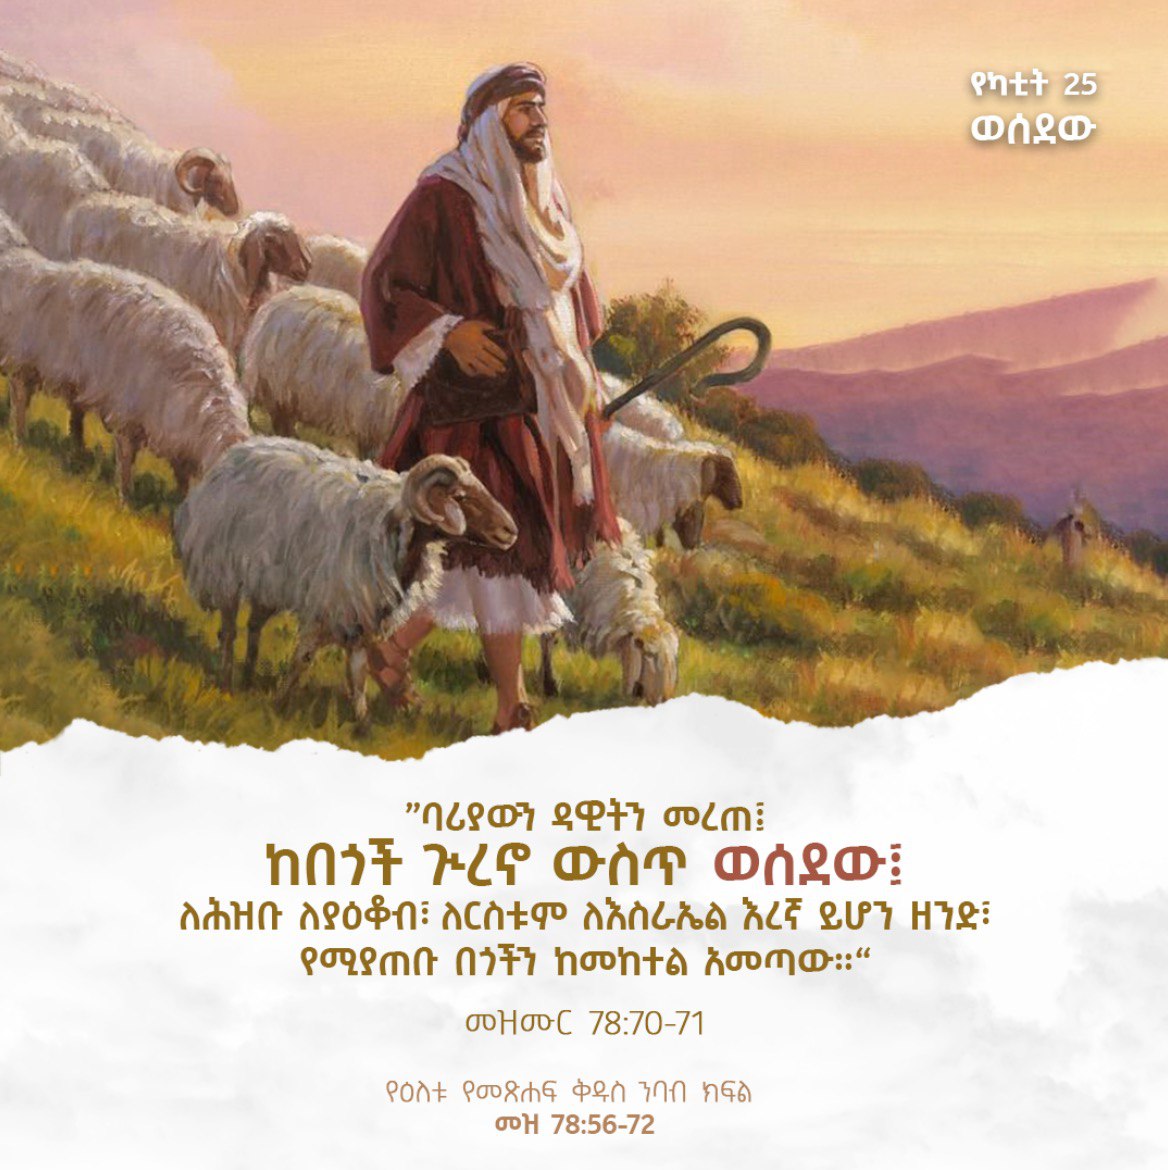 የካቲት 25
ወሰደው
”ባሪያውን ዳዊትን መረጠ፤
ከበጎች ጒረኖ ውስጥ ወሰደው፤
ለሕዝቡ ለያዕቆብ፣ ለርስቱም ለእስራኤል እረኛ ይሆን ዘንድ፣
የሚያጠቡ በጎችን ከመከተል አመጣው።“
መዝሙር 78:70-71
የዕለቱ የመጽሐፍ ቅዱስ ንባብ ክፍል
መዝ 78:56-72